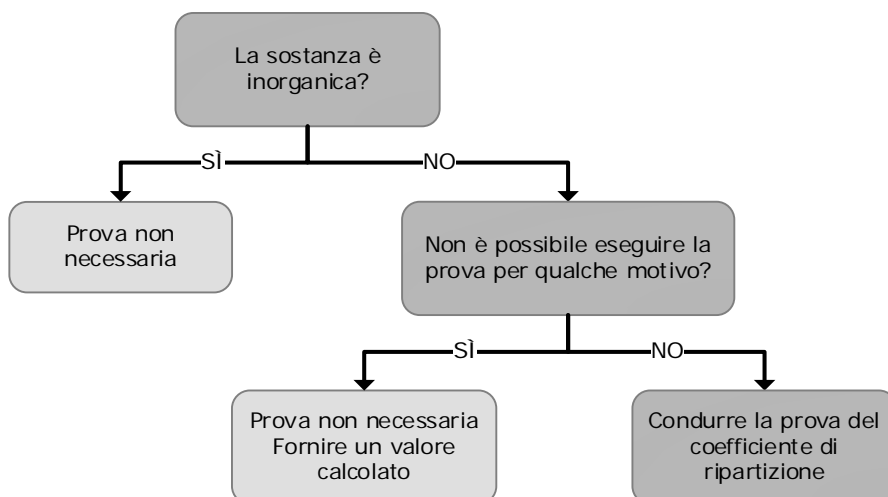 La sostanza è
inorganica?
SÌ
NO
Prova non
necessaria
Non è possibile eseguire la
prova per qualche motivo?
SÌ
NO
Prova non necessaria
Fornire un valore
calcolato
Condurre la prova del
coefficiente di
ripartizione